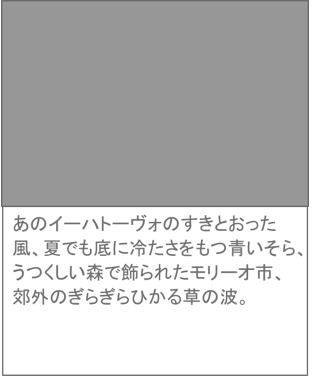 あのイーハトーヴォのすきとおった
風、夏でも底に冷たさをもつ青いそら、
うつくしい森で飾られたモリーオ市、
郊外のぎらぎらひかる草の波。